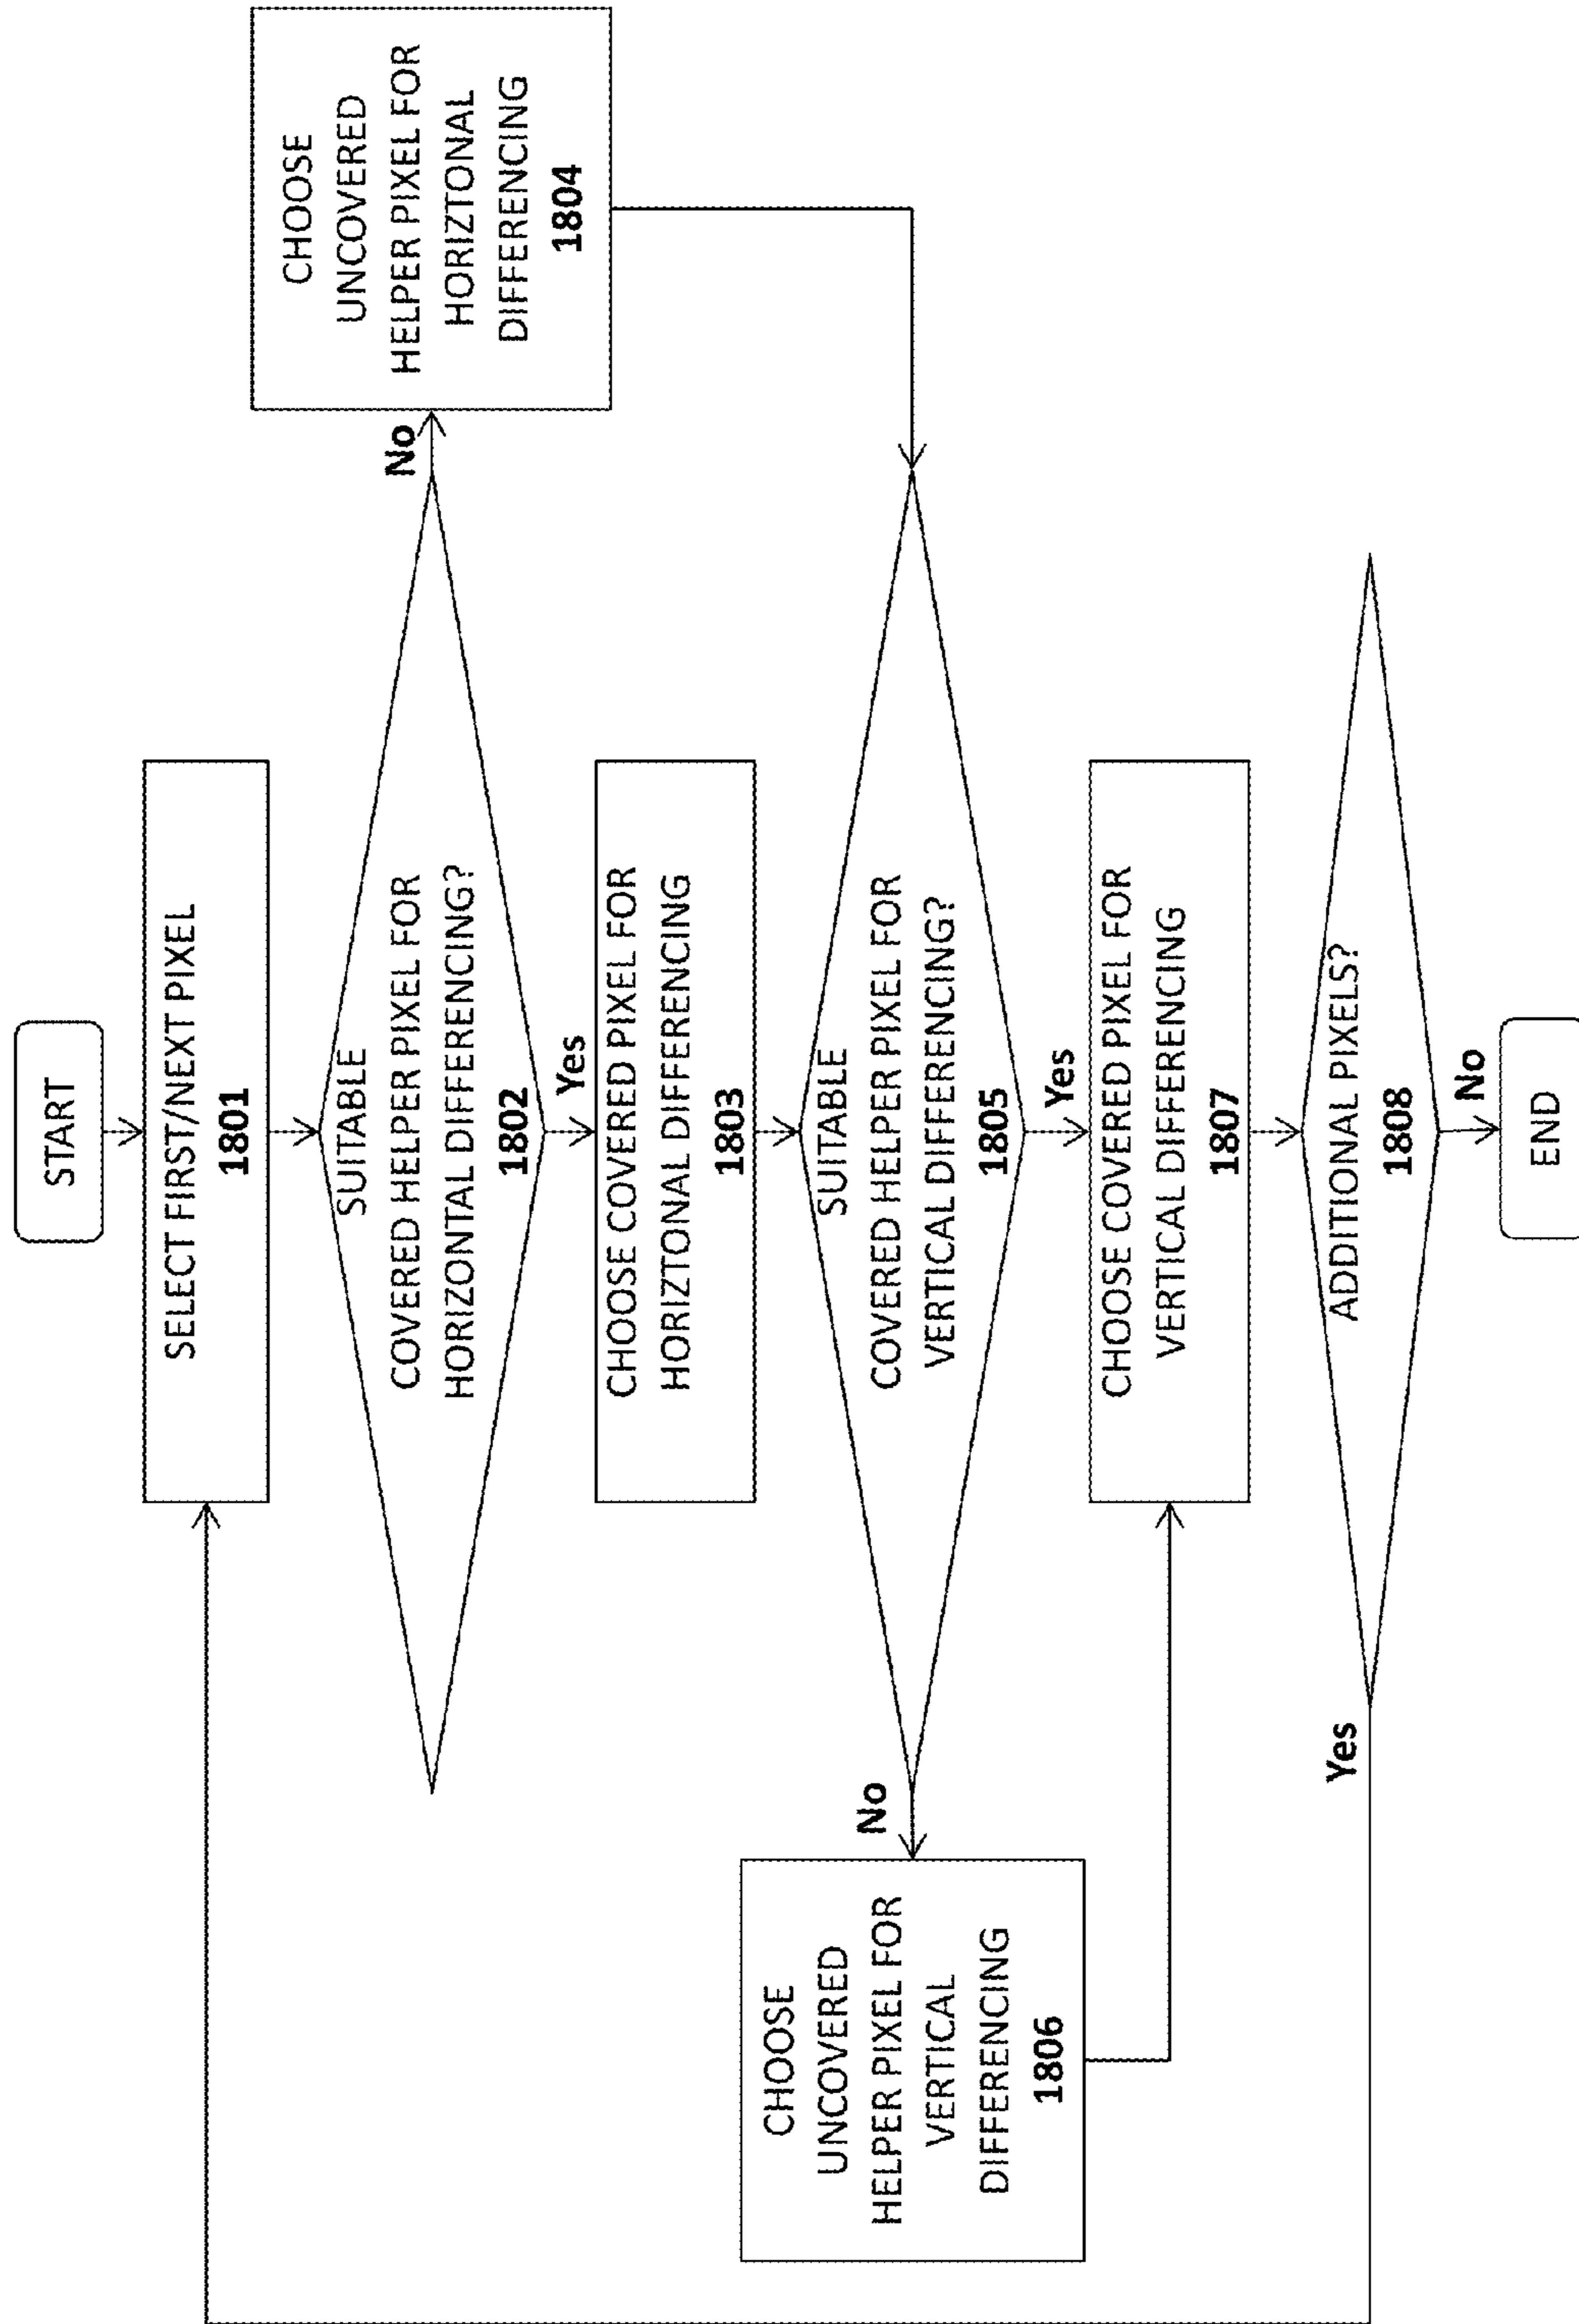 START
SELECT FIRST/NEXT PIXEL
1801
SUITABLE
COVERED HELPER PIXEL FOR
HORIZONTAL DIFFERENCING?
1802
No
CHOOSE
UNCOVERED
HELPER PIXEL FOR
HORIZTONAL
DIFFERENCING
1804
Yes
CHOOSE COVERED PIXEL FOR
HORIZTONAL DIFFERENCING
1803
SUITABLE
COVERED HELPER PIXEL FOR
VERTICAL DIFFERENCING?
1805
No
CHOOSE
UNCOVERED
HELPER PIXEL FOR
VERTICAL
DIFFERENCING
1806
Yes
CHOOSE COVERED PIXEL FOR
VERTICAL DIFFERENCING
1807
ADDITIONAL PIXELS?
1808
Yes
No
END